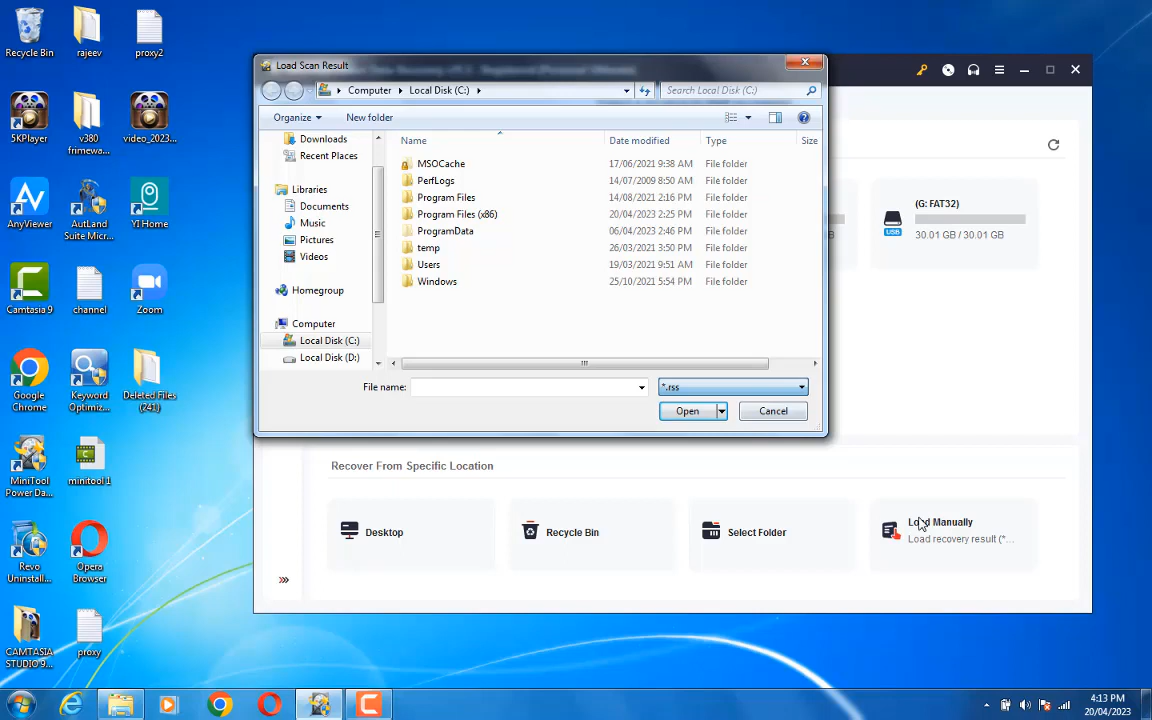 Recycle Bin
rajeev
proxy2
5KPlayer
v380
frimewa...
video_2023...
AnyViewer
AutLand
Suite Micr...
YI Home
Camtasia 9
channel
Zoom
Google
Chrome
Keyword
Optimiz...
Deleted Files
(241)
MiniTool
Power Da...
minitool 1
Revo
Uninstall...
Opera
Browser
CAMTASIA
STUDIO 9...
proxy
Load Scan Result
Computer
Local Disk (C:)
Search Local Disk (C:)
Organize
New folder
Downloads
Recent Places
Libraries
Documents
Music
Pictures
Videos
Homegroup
Computer
Local Disk (C:)
Local Disk (D:)
Name Date modified Type Size
MSOCache 17/06/2021 9:38 AM File folder
PerfLogs 14/07/2009 8:50 AM File folder
Program Files 14/08/2021 2:16 PM File folder
Program Files (x86) 20/04/2023 2:25 PM File folder
ProgramData 06/04/2023 2:46 PM File folder
temp 26/03/2021 3:50 PM File folder
Users 19/03/2021 9:51 AM File folder
Windows 25/10/2021 5:54 PM File folder
File name:
*.rss
Open
Cancel
(G: FAT32)
USB
30.01 GB / 30.01 GB
Recover From Specific Location
Desktop
Recycle Bin
Select Folder
Load Manually
Load recovery result (*...
4:13 PM
20/04/2023